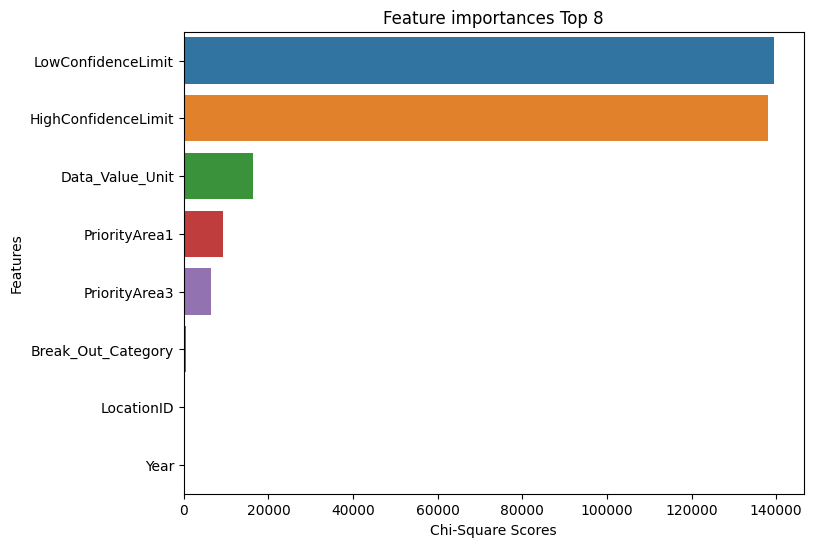 Feature importances Top 8
LowConfidenceLimit
HighConfidenceLimit
Data_Value_Unit
PriorityArea1
PriorityArea3
Break_Out_Category
LocationID
Year
Features
0 20000 40000 60000 80000 100000 120000 140000
Chi-Square Scores